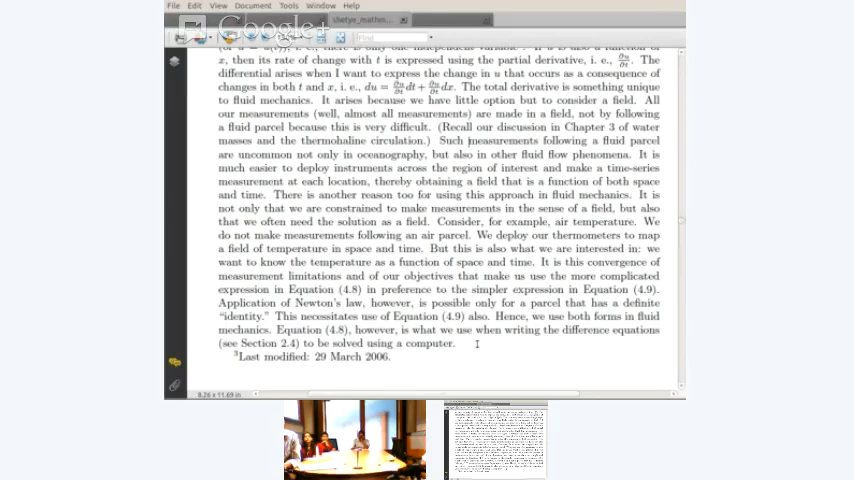 File Edit View Document Tools Window Help
shetye_mathm...
Google+
Find
x, then its rate of change with t is expressed using the partial derivative, i. e., ∂u/∂t. The
differential arises when I want to express the change in u that occurs as a consequence of
changes in both t and x, i. e., du = ∂u/∂t dt + ∂u/∂x dx. The total derivative is something unique
to fluid mechanics. It arises because we have little option but to consider a field. All
our measurements (well, almost all measurements) are made in a field, not by following
a fluid parcel because this is very difficult. (Recall our discussion in Chapter 3 of water
masses and the thermohaline circulation.) Such measurements following a fluid parcel
are uncommon not only in oceanography, but also in other fluid flow phenomena. It is
much easier to deploy instruments across the region of interest and make a time-series
measurement at each location, thereby obtaining a field that is a function of both space
and time. There is another reason too for using this approach in fluid mechanics. It is
not only that we are constrained to make measurements in the sense of a field, but also
that we often need the solution as a field. Consider, for example, air temperature. We
do not make measurements following an air parcel. We deploy our thermometers to map
a field of temperature in space and time. But this is also what we are interested in: we
want to know the temperature as a function of space and time. It is this convergence of
measurement limitations and of our objectives that make us use the more complicated
expression in Equation (4.8) in preference to the simpler expression in Equation (4.9).
Application of Newton's law, however, is possible only for a parcel that has a definite
“identity.” This necessitates use of Equation (4.9) also. Hence, we use both forms in fluid
mechanics. Equation (4.8), however, is what we use when writing the difference equations
(see Section 2.4) to be solved using a computer.
³Last modified: 29 March 2006.
8.26 x 11.69 in